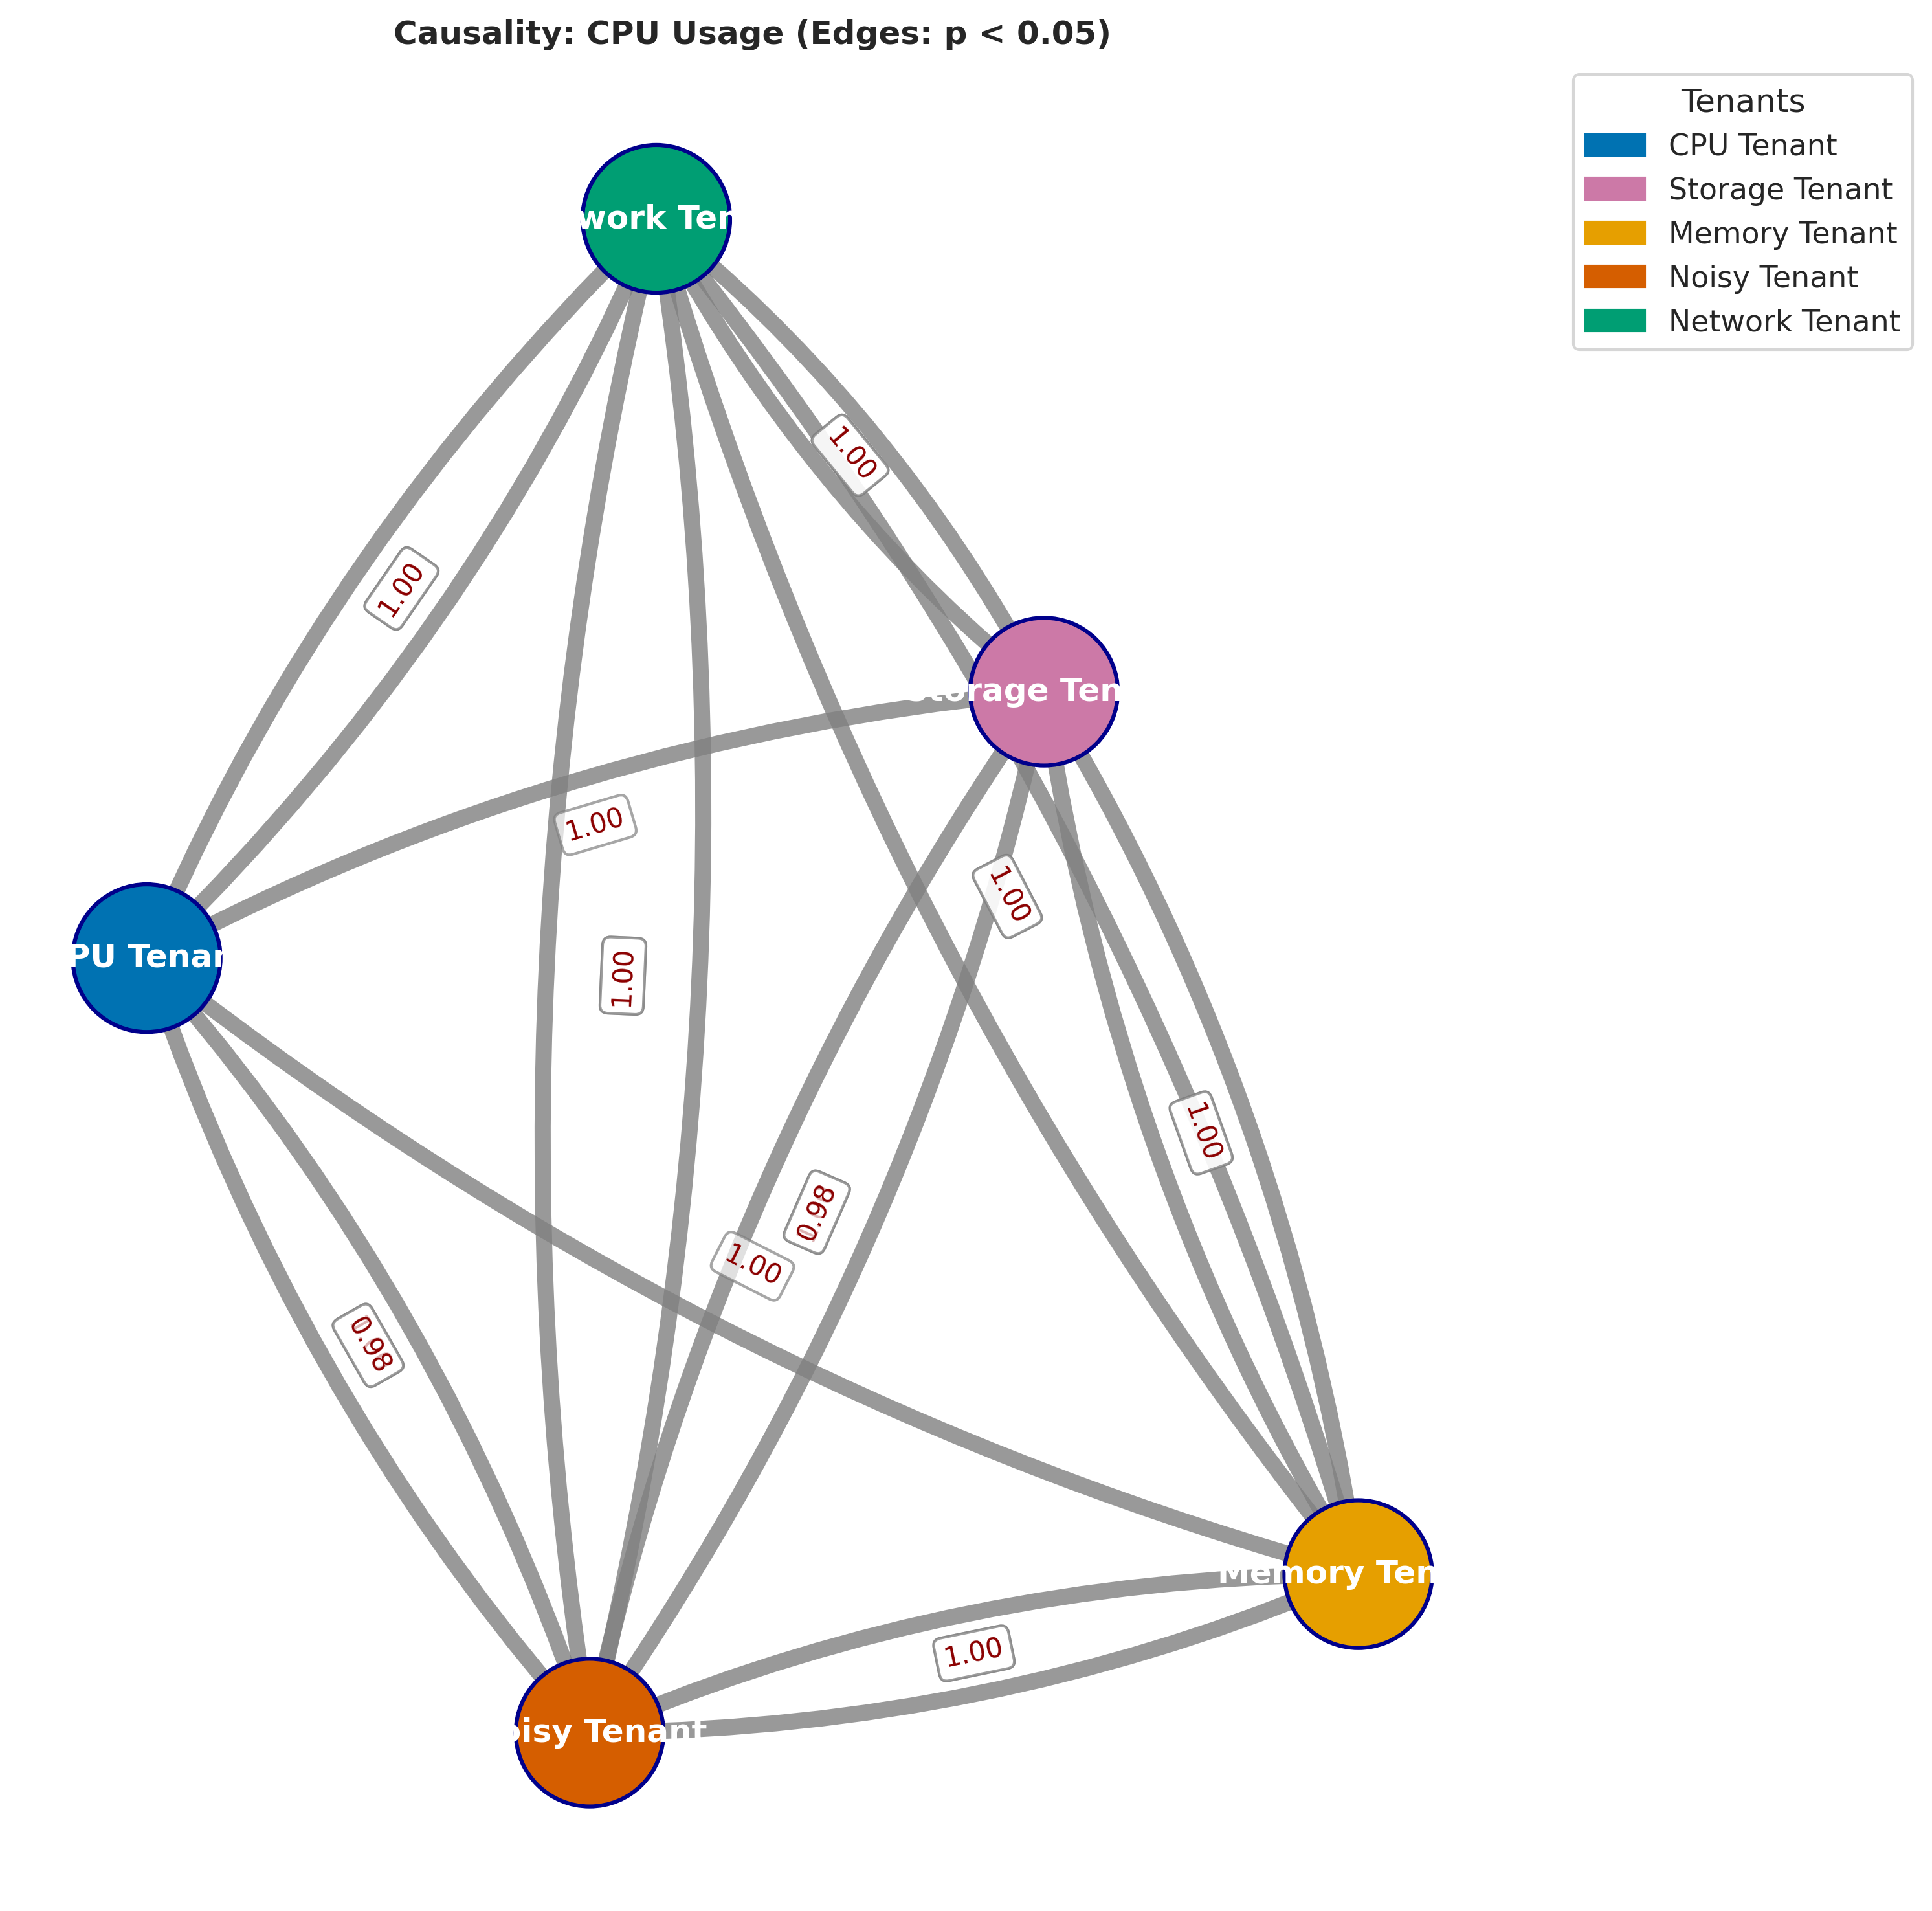 Causality: CPU Usage (Edges: p < 0.05)
Tenants
CPU Tenant
Storage Tenant
Memory Tenant
Noisy Tenant
Network Tenant
work Ten
1.00
1.00
Storage Ten
1.00
1.00
PU Tenan
1.00
1.00
0.98
1.00
0.98
Memory Ten
1.00
oisy Tenant